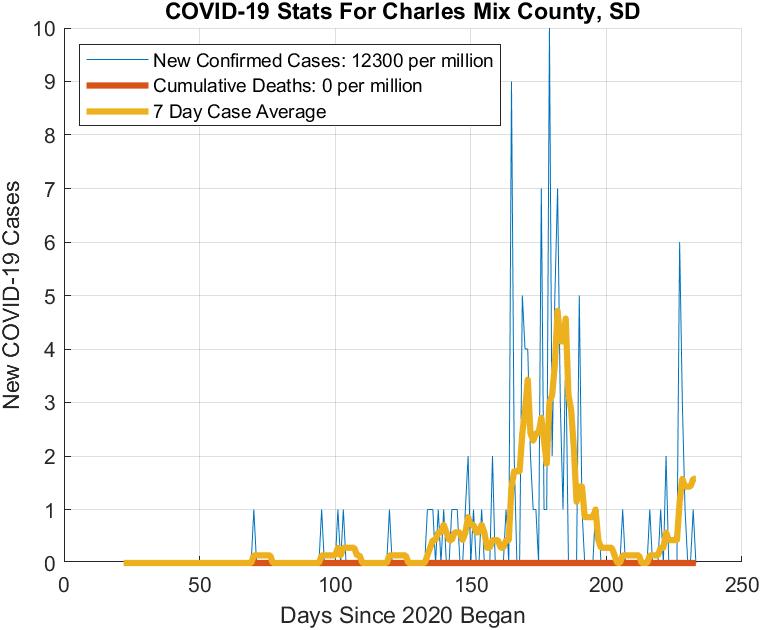 COVID-19 Stats For Charles Mix County, SD
New Confirmed Cases: 12300 per million
Cumulative Deaths: 0 per million
7 Day Case Average
New COVID-19 Cases
10
9
8
7
6
5
4
3
2
1
0
0 50 100 150 200 250
Days Since 2020 Began